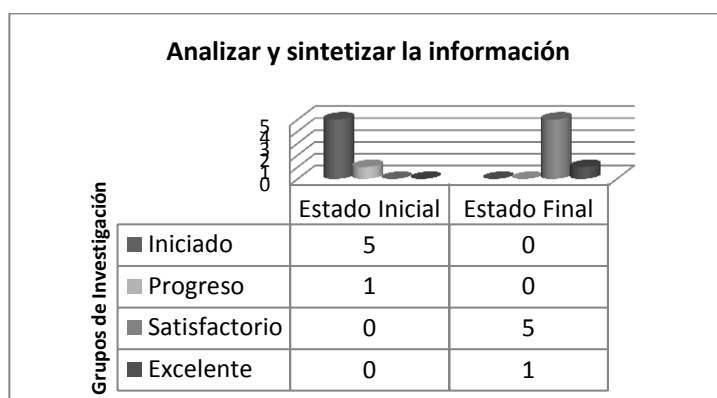 Analizar y sintetizar la información
5
4
3
2
1
0
Grupos de Investigación
Estado Inicial Estado Final
Iniciado 5 0
Progreso 1 0
Satisfactorio 0 5
Excelente 0 1